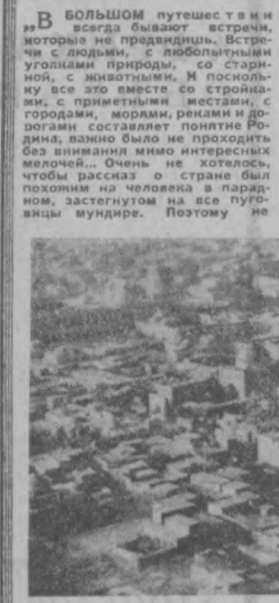 „В БОЛЬШОМ путешествии
всегда бывают встречи,
которые не предвидишь. Встре-
чи с людьми, с любопытными
уголками природы, со стари-
ной, с животными. И посколь-
ку все это вместе со стройка-
ми, с приметными местами, с
городами, морями, реками и до-
рогами составляет понятие Ро-
дина, важно было не проходить
без внимания мимо интересных
мелочей... Очень не хотелось,
чтобы рассказ о стране был
похожим на человека в парад-
ном, застегнутом на все пуго-
вицы мундире. Поэтому не